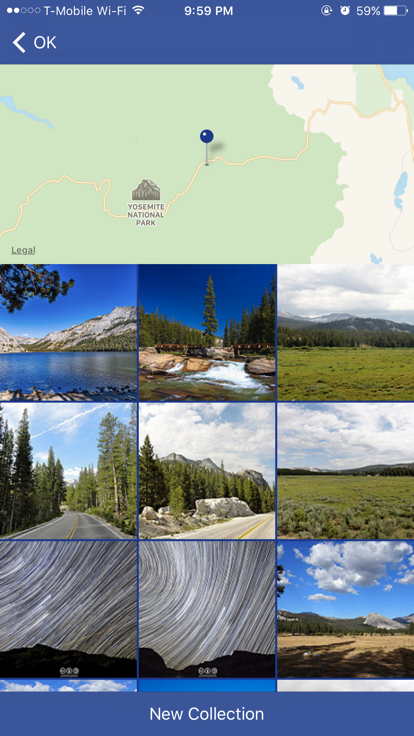 T-Mobile Wi-Fi 9:59 PM 59%
OK
YOSEMITE
NATIONAL
PARK
Legal
New Collection